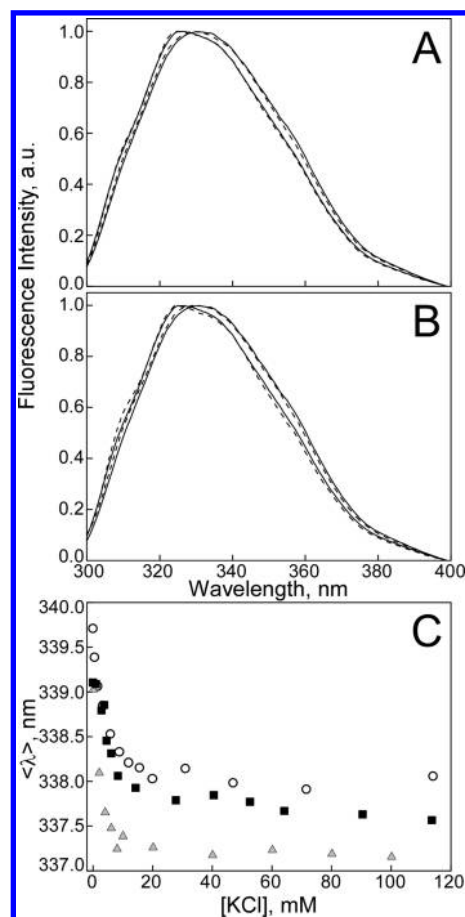 A
1.0
0.8
0.6
0.4
0.2
1.0
Fluorescence Intensity, a.u.
B
1.0
0.8
0.6
0.4
0.2
0.0
300 320 340 360 380 400
Wavelength, nm
C
340.0
339.5
339.0
338.5
338.0
337.5
337.0
<λ>, nm
0 20 40 60 80 100 120
[KCl], mM